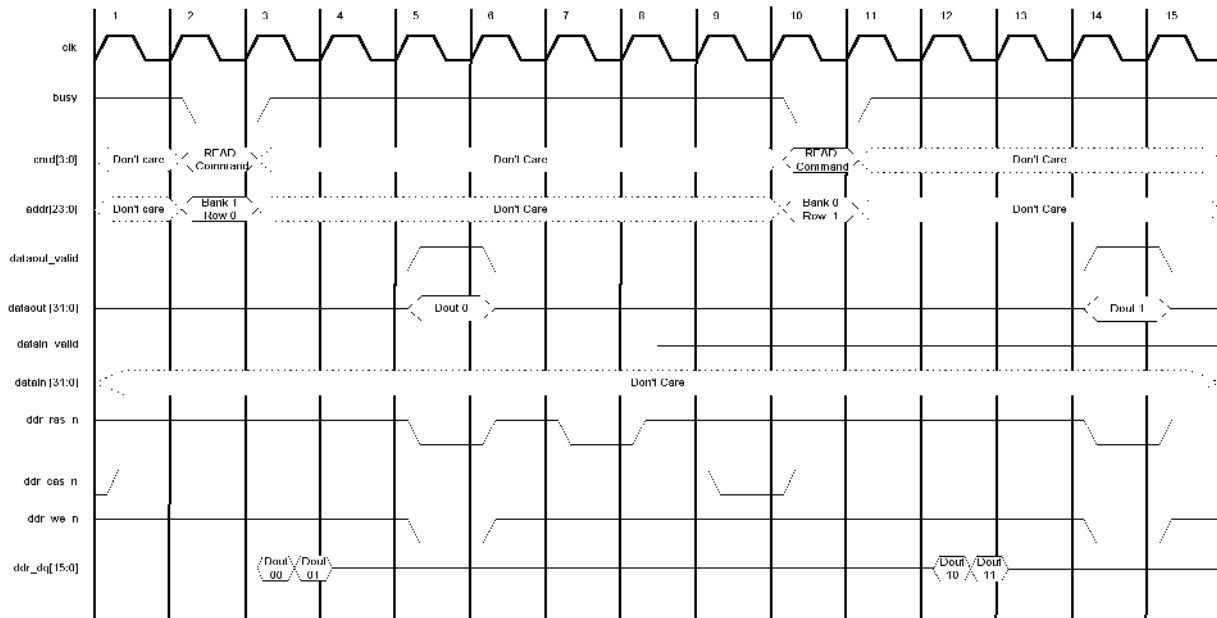 1 2 3 4 5 6 7 8 9 10 11 12 13 14 15
clk
busy
cmd[3:0] Don't care READ Command Don't Care READ Command Don't Care
addr[23:0] Don't care Bank 1 Row 0 Don't Care Bank 0 Row 1 Don't Care
dataout_valid
dataout[31:0] Dout 0 Dout 1
datain_valid
datain[31:0] Don't Care
ddr_ras_n
ddr_cas_n
ddr_we_n
ddr_dq[15:0] Dout 00 Dout 01 Dout 10 Dout 11